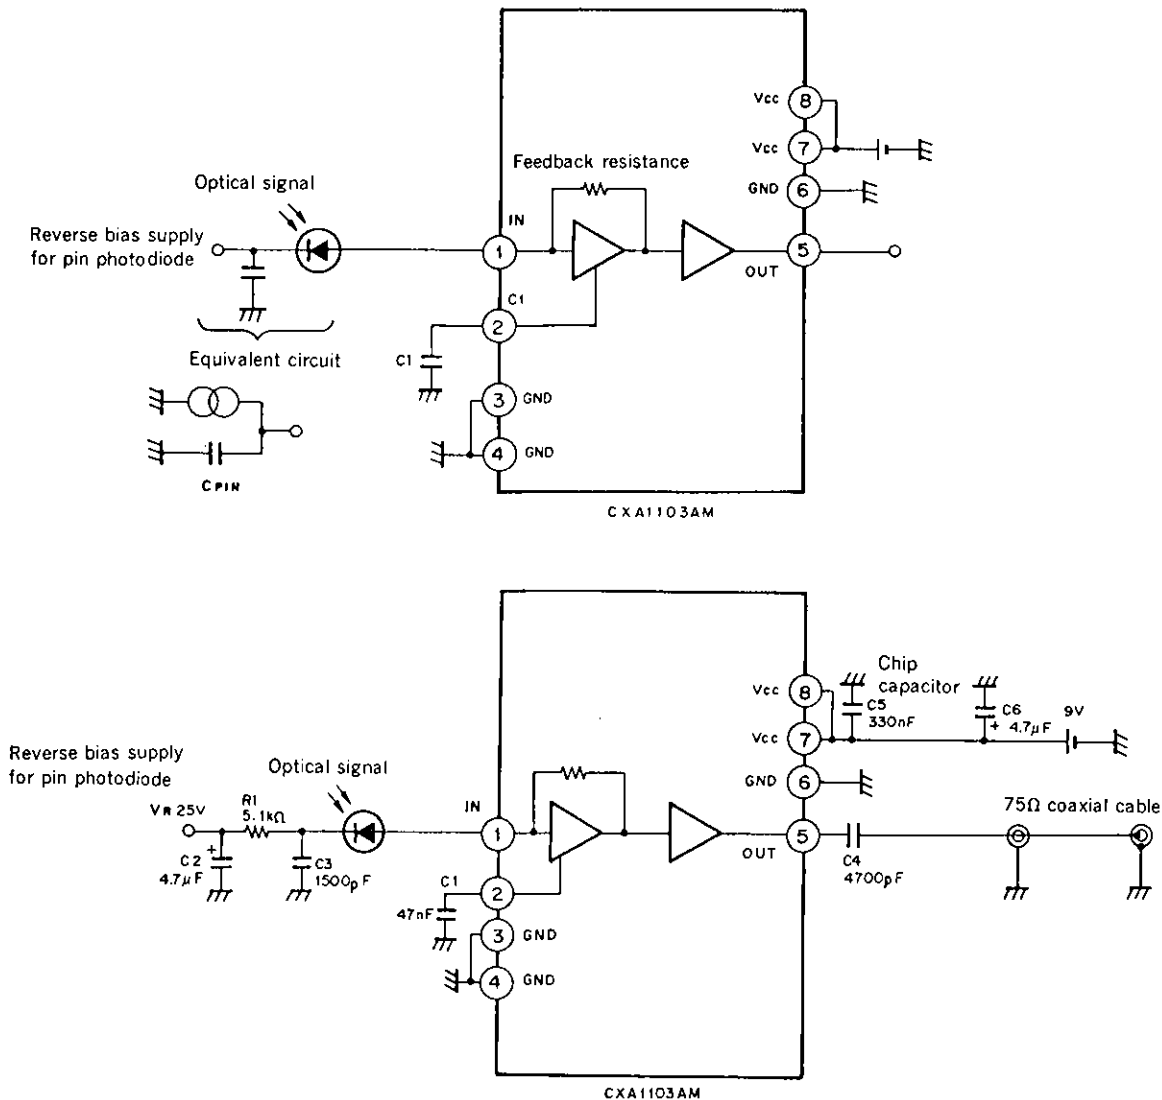 Vcc 8
Vcc 7
Feedback resistance
Optical signal
GND 6
IN
Reverse bias supply
for pin photodiode
1
5
OUT
C1
2
C1
Equivalent circuit
3 GND
4 GND
CPIN
CXA1103AM
Chip
capacitor
Vcc 8
C5
330nF
C6
+ 4.7μF
9V
Vcc 7
Reverse bias supply
for pin photodiode
Optical signal
GND 6
VR 25V
R1
5.1kΩ
IN
75Ω coaxial cable
1
5
OUT
+
C2
4.7μF
C3
1500pF
C4
4700pF
C1
47nF
2
3 GND
4 GND
CXA1103AM